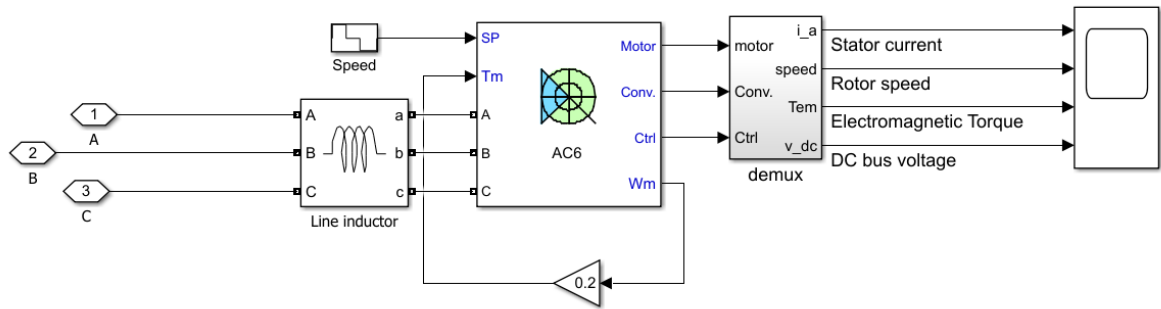 SP
Tm
A
B
C
AC6
Motor
Conv.
Ctrl
Wm
Speed
1
A
2
B
3
C
A
B
C
a
b
c
Line inductor
0.2
motor
Conv.
Ctrl
i_a
speed
Tem
v_dc
demux
Stator current
Rotor speed
Electromagnetic Torque
DC bus voltage